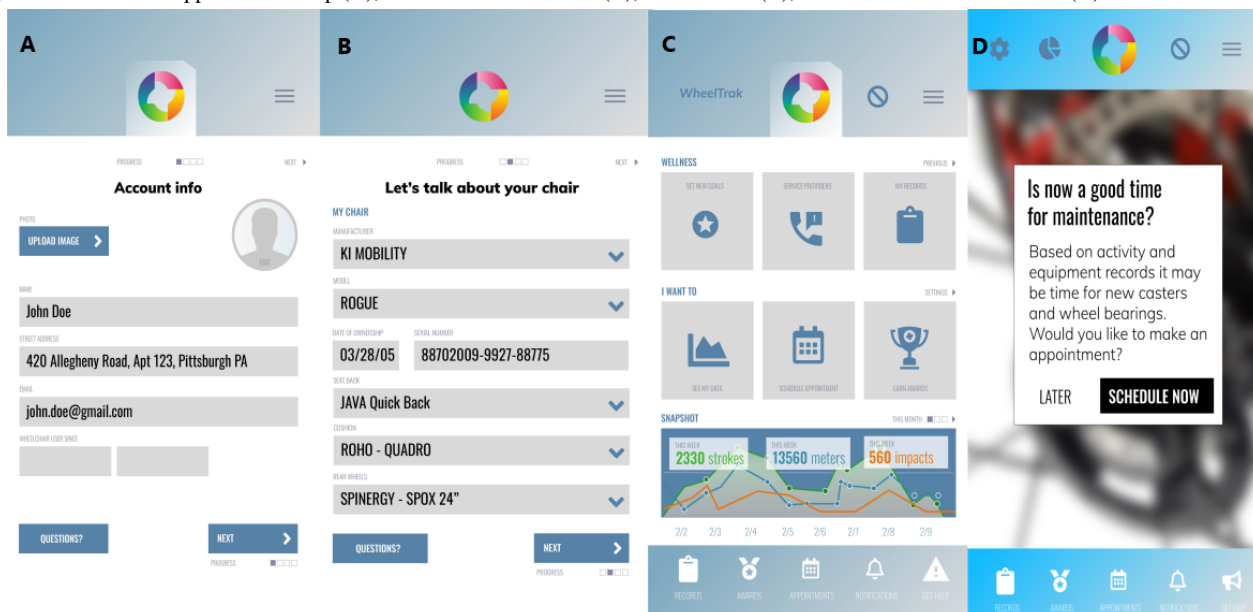 A
PROGRESS
NEXT
Account info
PHOTO
UPLOAD IMAGE
EDIT
NAME
John Doe
STREET ADDRESS
420 Allegheny Road, Apt 123, Pittsburgh PA
EMAIL
john.doe@gmail.com
WHEELCHAIR USER SINCE
QUESTIONS?
NEXT
PROGRESS
B
PROGRESS
NEXT
Let's talk about your chair
MY CHAIR
MANUFACTURER
KI MOBILITY
MODEL
ROGUE
DATE OF OWNERSHIP SERIAL NUMBER
03/28/05 88702009-9927-88775
SEAT BACK
JAVA Quick Back
CUSHION
ROHO - QUADRO
REAR WHEELS
SPINERGY - SPOX 24”
QUESTIONS?
NEXT
PROGRESS
C
WheelTrak
WELLNESS PREVIOUS
SET NEW GOALS SERVICE PROVIDERS MY RECORDS
I WANT TO SETTINGS
SEE MY DATA SCHEDULE APPOINTMENT EARN AWARDS
SNAPSHOT THIS MONTH
THIS WEEK THIS WEEK THIS WEEK
2330 strokes 13560 meters 560 impacts
2/2 2/3 2/4 2/5 2/6 2/7 2/8 2/9
RECORDS AWARDS APPOINTMENTS NOTIFICATIONS GET HELP
D
Is now a good time
for maintenance?
Based on activity and
equipment records it may
be time for new casters
and wheel bearings.
Would you like to make an
appointment?
LATER SCHEDULE NOW
RECORDS AWARDS APPOINTMENTS NOTIFICATIONS GET HELP